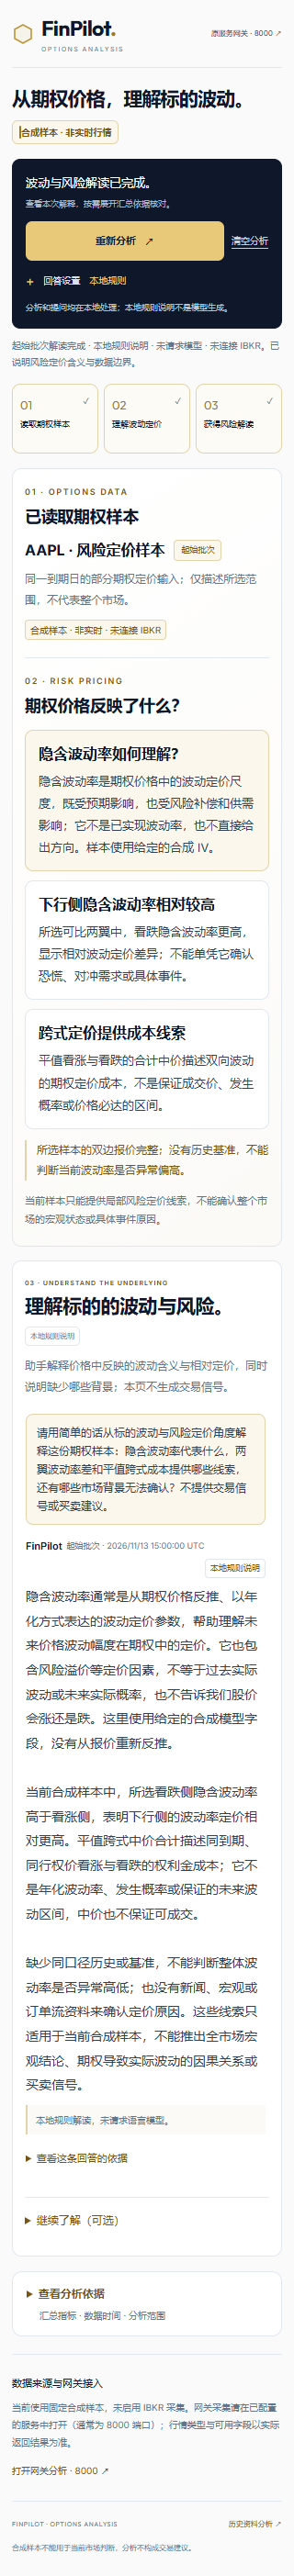 FinPilot.
OPTIONS ANALYSIS
原服务网关 · 8000 ↗
从期权价格，理解标的波动。
合成样本 · 非实时行情
波动与风险解读已完成。
查看本次解释，按需展开汇总依据核对。
重新分析 ↗
清空分析
+ 回答设置 本地规则
分析和提问均在本地处理；本地规则说明不是模型生成。
起始批次解读完成 · 本地规则说明 · 未请求模型 · 未连接 IBKR。已
说明风险定价含义与数据边界。
01 ✓
读取期权样本
02 ✓
理解波动定价
03 ✓
获得风险解读
01 · OPTIONS DATA
已读取期权样本
AAPL · 风险定价样本 起始批次
同一到期日的部分期权定价输入；仅描述所选范
围，不代表整个市场。
合成样本 · 非实时 · 未连接 IBKR
02 · RISK PRICING
期权价格反映了什么？
隐含波动率如何理解？
隐含波动率是期权价格中的波动定价尺
度，既受预期影响，也受风险补偿和供需
影响；它不是已实现波动率，也不直接给
出方向。样本使用给定的合成 IV。
下行侧隐含波动率相对较高
所选可比两翼中，看跌隐含波动率更高，
显示相对波动定价差异；不能单凭它确认
恐慌、对冲需求或具体事件。
跨式定价提供成本线索
平值看涨与看跌的合计中价描述双向波动
的期权定价成本，不是保证成交价、发生
概率或价格必达的区间。
所选样本的双边报价完整；没有历史基准，不能
判断当前波动率是否异常偏高。
当前样本只能提供局部风险定价线索，不能确认整个市
场的宏观状态或具体事件原因。
03 · UNDERSTAND THE UNDERLYING
理解标的的波动与风险。
本地规则说明
助手解释价格中反映的波动含义与相对定价，同时
说明缺少哪些背景；本页不生成交易信号。
请用简单的话从标的波动与风险定价角度解
释这份期权样本：隐含波动率代表什么，两
翼波动率差和平值跨式成本提供哪些线索，
还有哪些市场背景无法确认？不提供交易信
号或买卖建议。
FinPilot 起始批次 · 2026/11/13 15:00:00 UTC
本地规则说明
隐含波动率通常是从期权价格反推、以年
化方式表达的波动定价参数，帮助理解未
来价格波动幅度在期权中的定价。它也包
含风险溢价等定价因素，不等于过去实际
波动或未来实际概率，也不告诉我们股价
会涨还是跌。这里使用给定的合成模型字
段，没有从报价重新反推。
当前合成样本中，所选看跌侧隐含波动率
高于看涨侧，表明下行侧的波动率定价相
对更高。平值跨式中价合计描述同到期、
同行权价看涨与看跌的权利金成本；它不
是年化波动率、发生概率或保证的未来波
动区间，中价也不保证可成交。
缺少同口径历史或基准，不能判断整体波
动率是否异常高低；也没有新闻、宏观或
订单流资料来确认定价原因。这些线索只
适用于当前合成样本，不能推出全市场宏
观结论、期权导致实际波动的因果关系或
买卖信号。
本地规则解读，未请求语言模型。
▶ 查看这条回答的依据
▶ 继续了解（可选）
▶ 查看分析依据
汇总指标 · 数据时间 · 分析范围
数据来源与网关接入
当前使用固定合成样本，未启用 IBKR 采集。网关采集请在已配置
的服务中打开（通常为 8000 端口）；行情类型与可用字段以实际
返回结果为准。
打开网关分析 · 8000 ↗
FINPILOT · OPTIONS ANALYSIS
历史资料分析 ↗
合成样本不能用于当前市场判断，分析不构成交易建议。